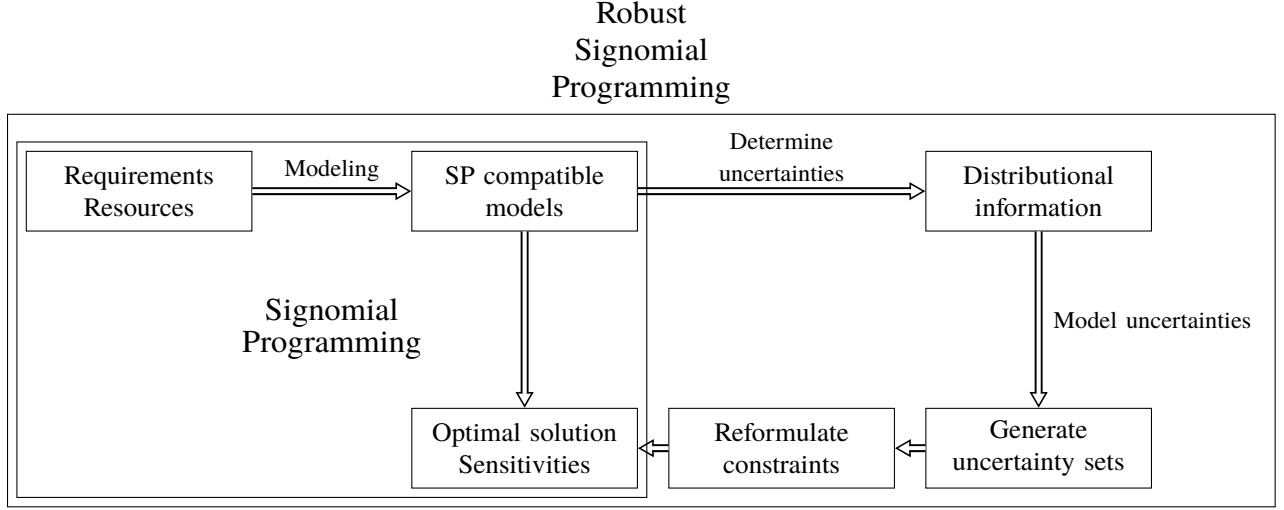 Robust
Signomial
Programming
Requirements
Resources
Modeling
SP compatible
models
Determine
uncertainties
Distributional
information
Signomial
Programming
Model uncertainties
Optimal solution
Sensitivities
Reformulate
constraints
Generate
uncertainty sets